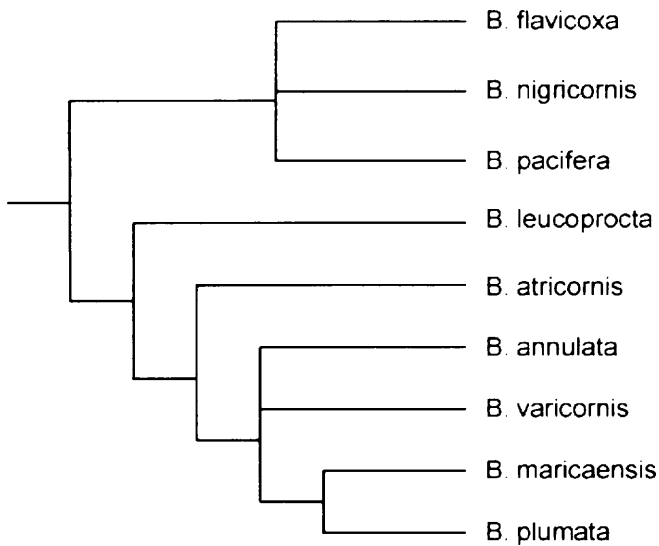 B. flavicoxa
B. nigricornis
B. pacifera
B. leucoprocta
B. atricornis
B. annulata
B. varicornis
B. maricaensis
B. plumata